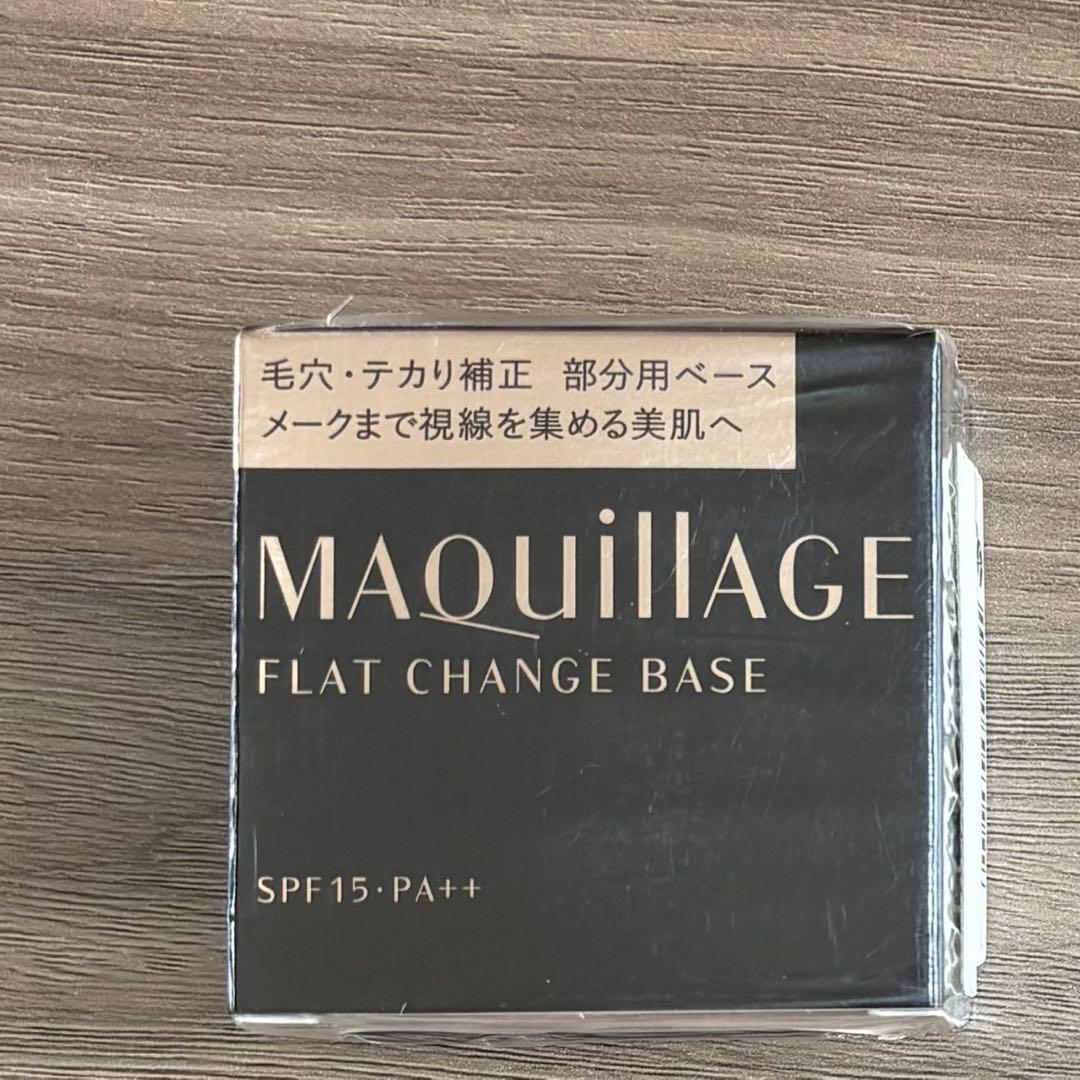 毛穴・テカり補正 部分用ベース
メークまで視線を集める美肌へ
MAQuillAGE
FLAT CHANGE BASE
SPF15・PA++